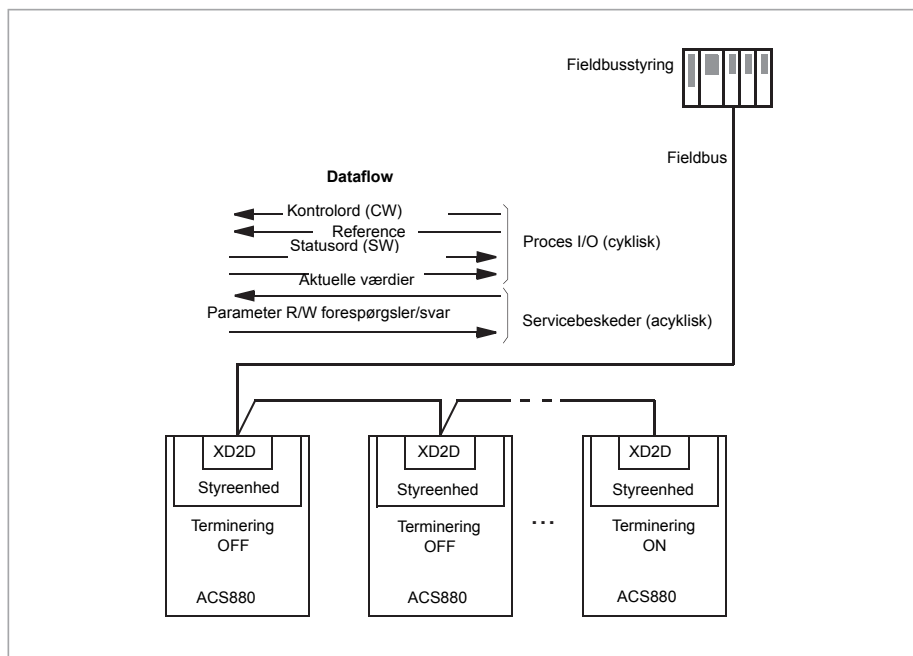 Fieldbusstyring
Fieldbus
Dataflow
Kontrolord (CW)
Reference
Statusord (SW)
Aktuelle værdier
Proces I/O (cyklisk)
Parameter R/W forespørgsler/svar
Servicebeskeder (acyklisk)
XD2D
XD2D
XD2D
Styreenhed
Styreenhed
Styreenhed
Terminering
OFF
Terminering
OFF
...
Terminering
ON
ACS880
ACS880
ACS880